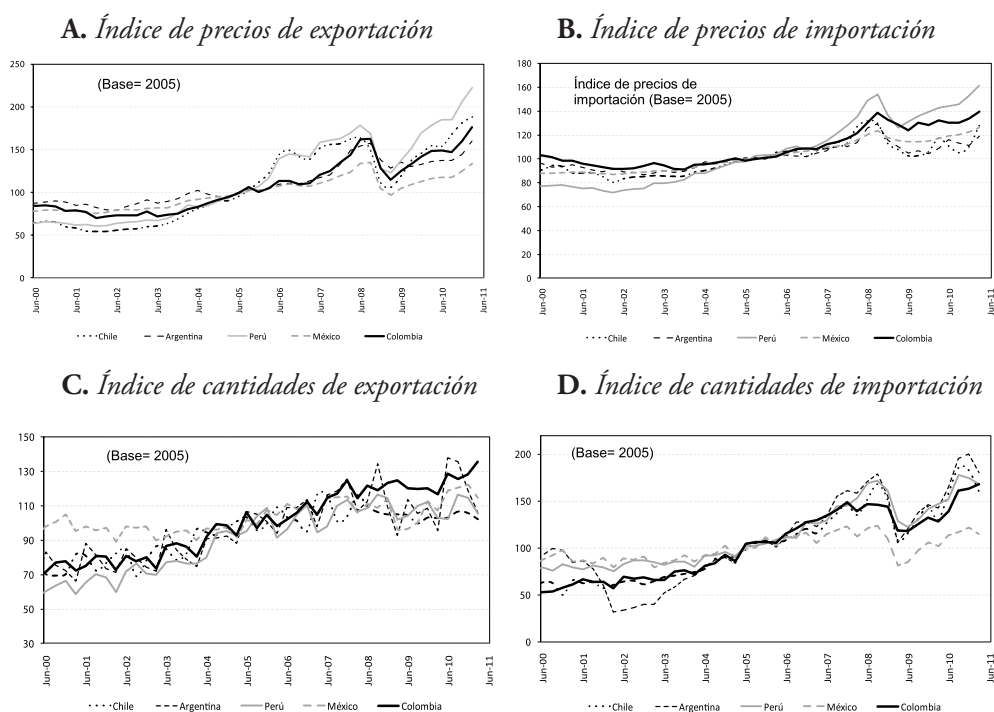 A. Índice de precios de exportación
(Base= 2005)
250
200
150
100
50
0
Jun-00
Jun-01
Jun-02
Jun-03
Jun-04
Jun-05
Jun-06
Jun-07
Jun-08
Jun-09
Jun-10
Jun-11
Chile Argentina Perú México Colombia
B. Índice de precios de importación
Índice de precios de
importación (Base= 2005)
180
160
140
120
100
80
60
40
20
0
Jun-00
Jun-01
Jun-02
Jun-03
Jun-04
Jun-05
Jun-06
Jun-07
Jun-08
Jun-09
Jun-10
Jun-11
Chile Argentina Perú México Colombia
C. Índice de cantidades de exportación
(Base= 2005)
150
130
110
90
70
50
30
Jun-00
Jun-01
Jun-02
Jun-03
Jun-04
Jun-05
Jun-06
Jun-07
Jun-08
Jun-09
Jun-10
Jun-11
Chile Argentina Perú México Colombia
D. Índice de cantidades de importación
(Base= 2005)
200
150
100
50
0
Jun-00
Jun-01
Jun-02
Jun-03
Jun-04
Jun-05
Jun-06
Jun-07
Jun-08
Jun-09
Jun-10
Jun-11
Chile Argentina Perú México Colombia